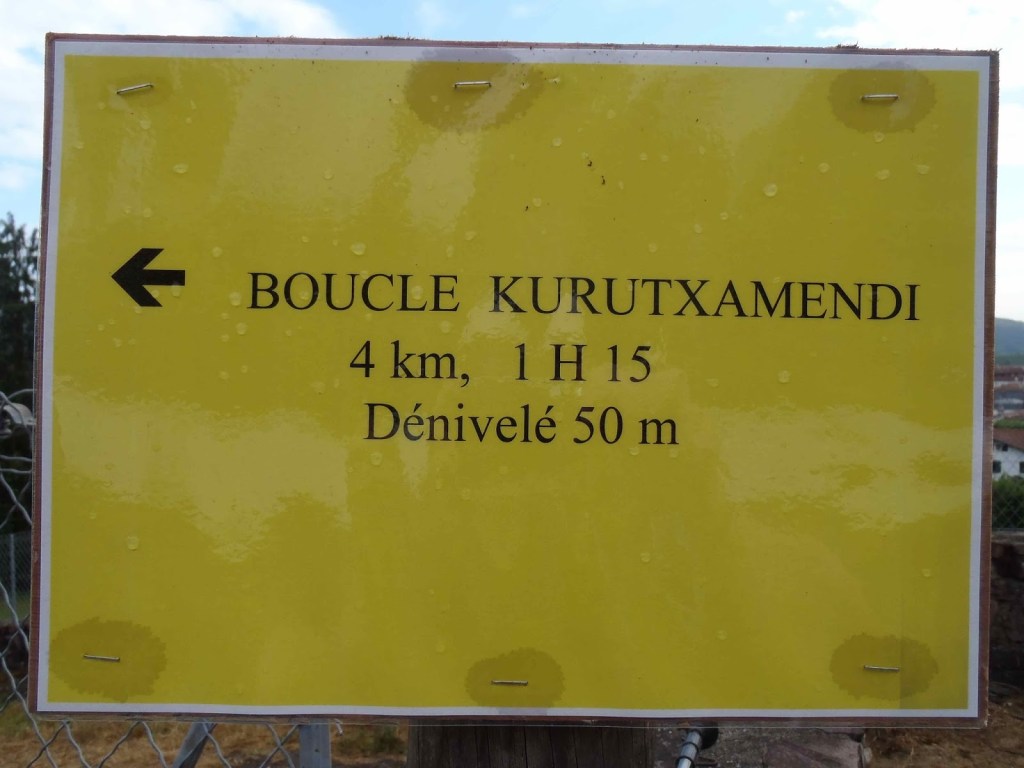 BOUCLE KURUTXAMENDI
4 km, 1 H 15
Dénivelé 50 m